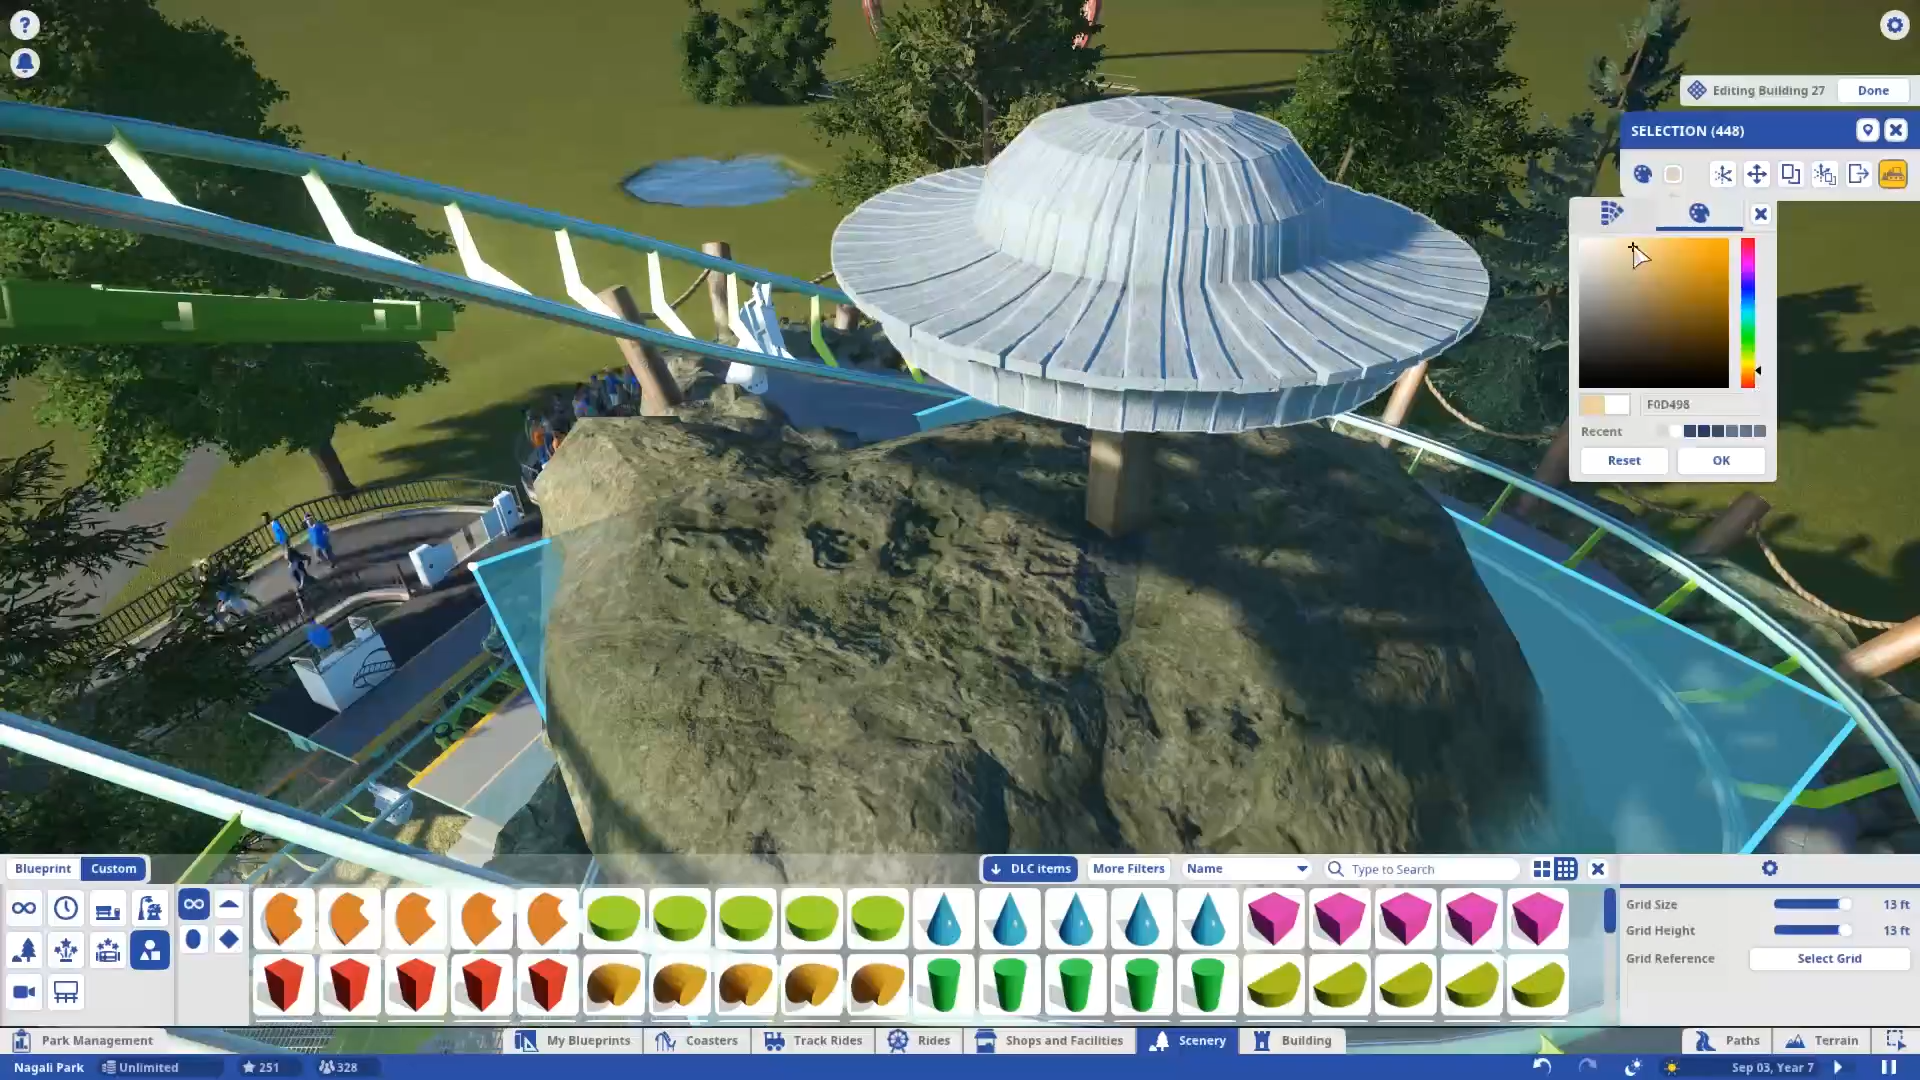 ?
Editing Building 27
Done
SELECTION (448)
F0D498
Recent
Reset
OK
Blueprint
Custom
DLC items
More Filters
Name
Type to Search
Grid Size
13 ft
Grid Height
13 ft
Grid Reference
Select Grid
Park Management
My Blueprints
Coasters
Track Rides
Rides
Shops and Facilities
Scenery
Building
Paths
Terrain
Nagali Park
Unlimited
251
328
Sep 03, Year 7